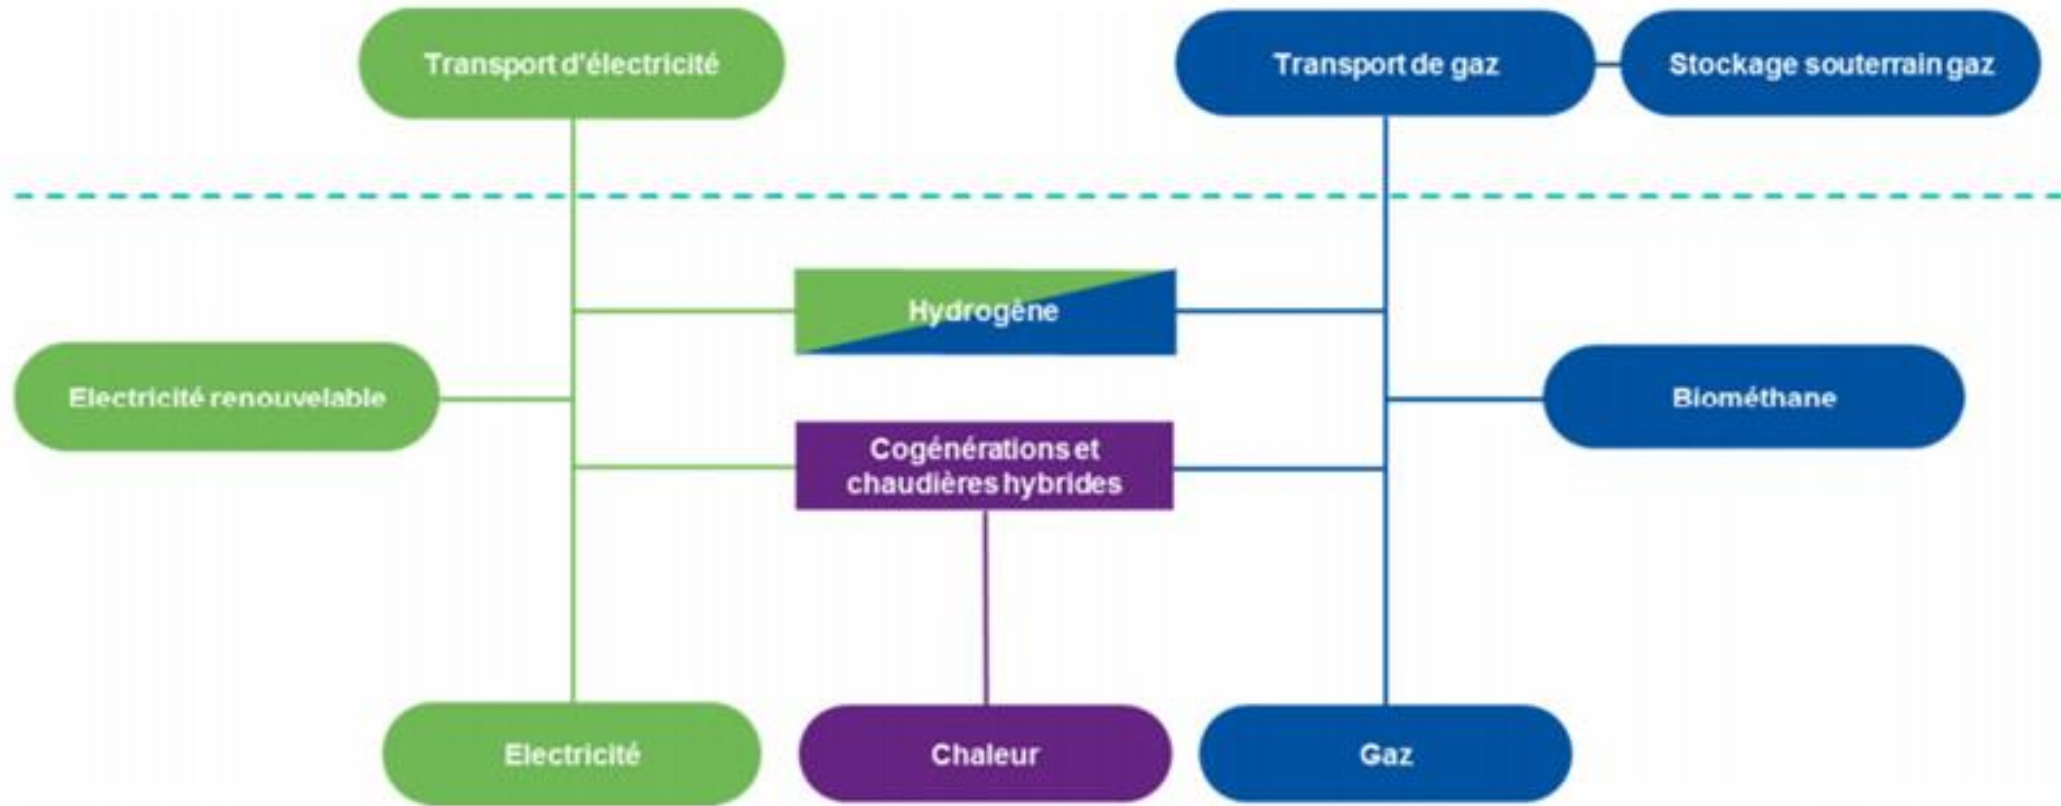 Transport d'électricité
Transport de gaz
Stockage souterrain gaz
Hydrogène
Electricité renouvelable
Biométhane
Cogénérations et
chaudières hybrides
Electricité
Chaleur
Gaz